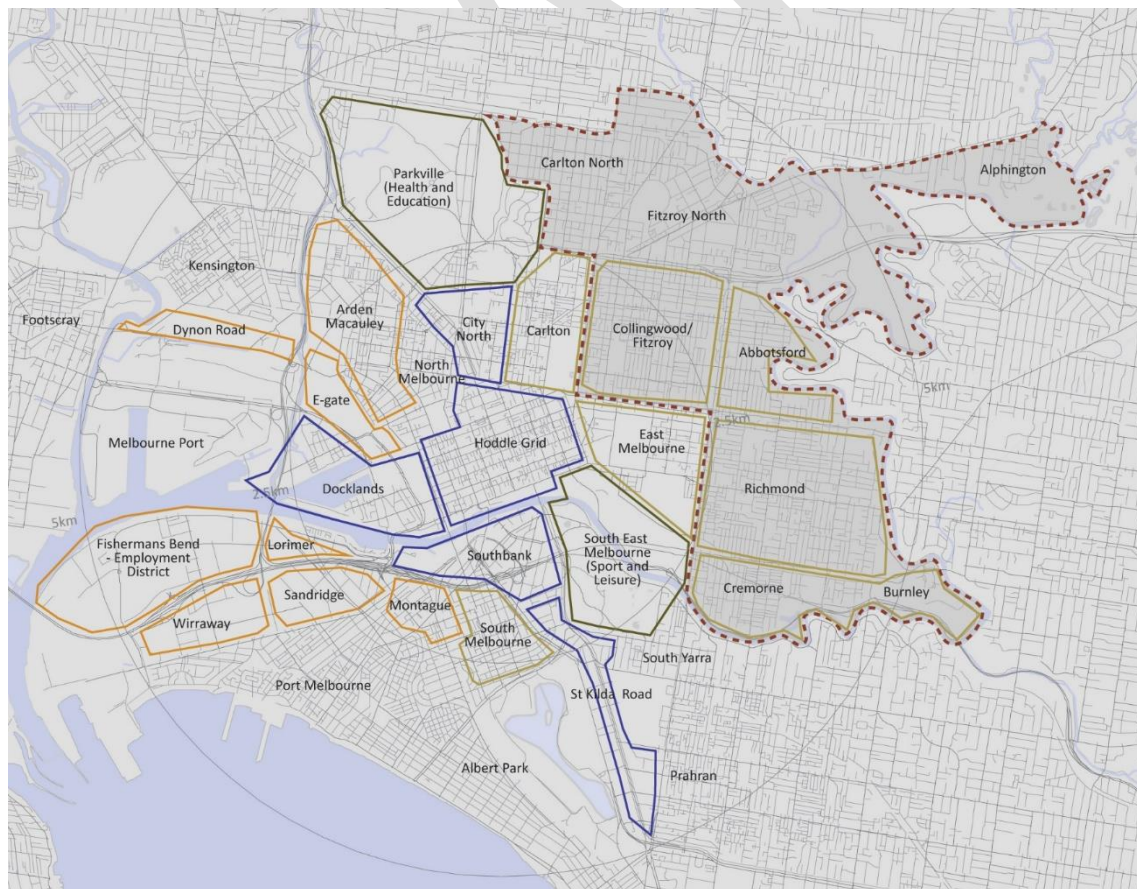 Carlton North
Alphington
Parkville
(Health and
Education)
Fitzroy North
Kensington
Footscray
Arden
Macauley
Dynon Road
City
North
Carlton
Collingwood/
Fitzroy
Abbotsford
North
Melbourne
5km
E-gate
2.5km
Melbourne Port
Hoddle Grid
East
Melbourne
Docklands
Richmond
2.5km
5km
Fishermans Bend
- Employment
District
Lorimer
Southbank
South East
Melbourne
(Sport and
Leisure)
Sandridge
Montague
Cremorne
Burnley
Wirraway
South
Melbourne
South Yarra
Port Melbourne
St Kilda Road
Albert Park
Prahran